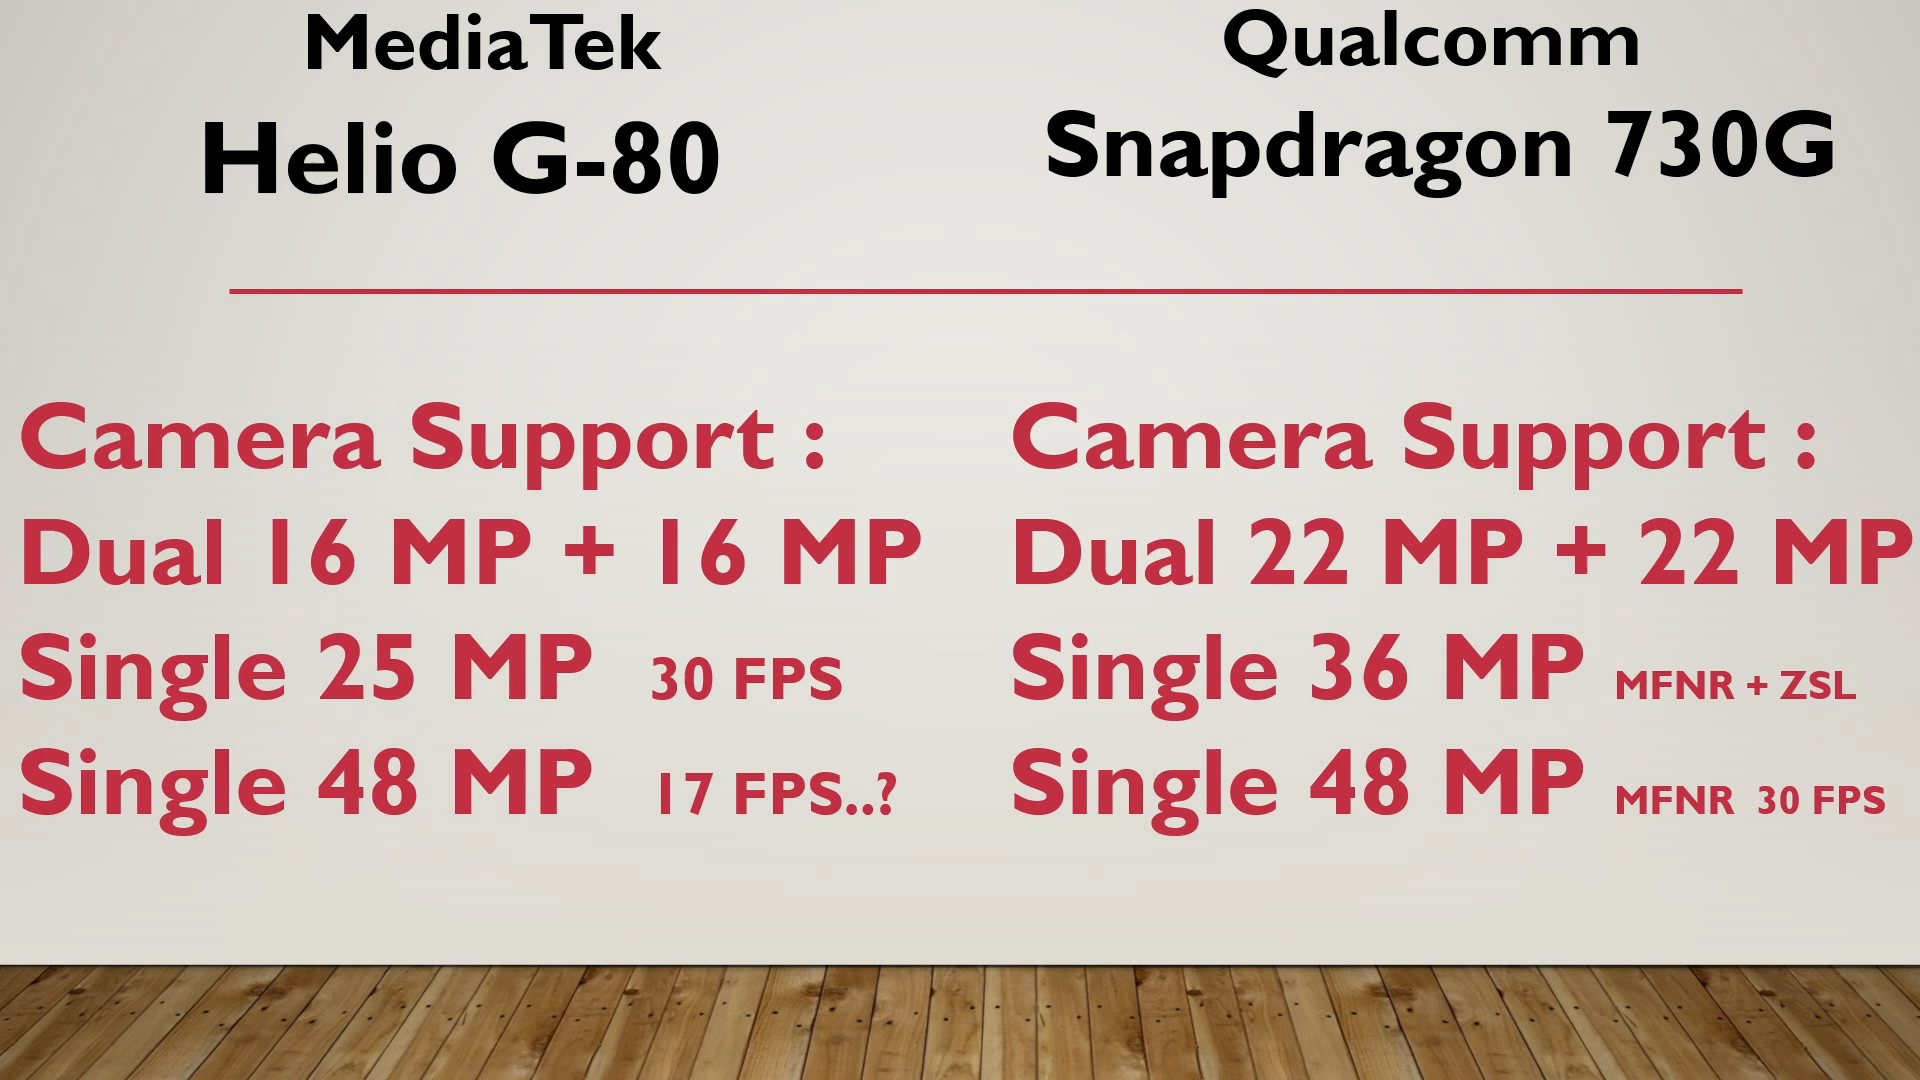 MediaTek
Helio G-80
Qualcomm
Snapdragon 730G
Camera Support :
Dual 16 MP + 16 MP
Single 25 MP 30 FPS
Single 48 MP 17 FPS..?
Camera Support :
Dual 22 MP + 22 MP
Single 36 MP MFNR + ZSL
Single 48 MP MFNR 30 FPS